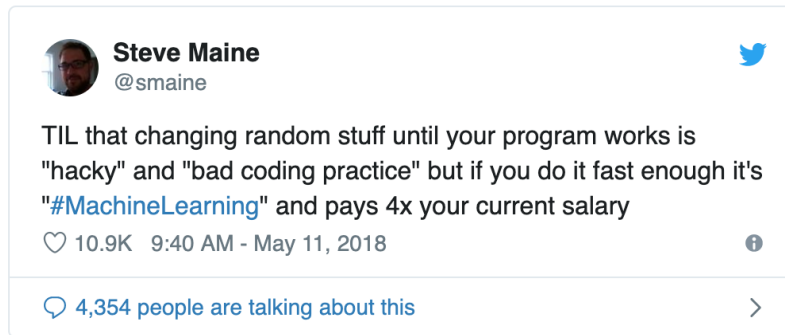 Steve Maine
@smaine
TIL that changing random stuff until your program works is
"hacky" and "bad coding practice" but if you do it fast enough it's
"#MachineLearning" and pays 4x your current salary
10.9K 9:40 AM - May 11, 2018
4,354 people are talking about this